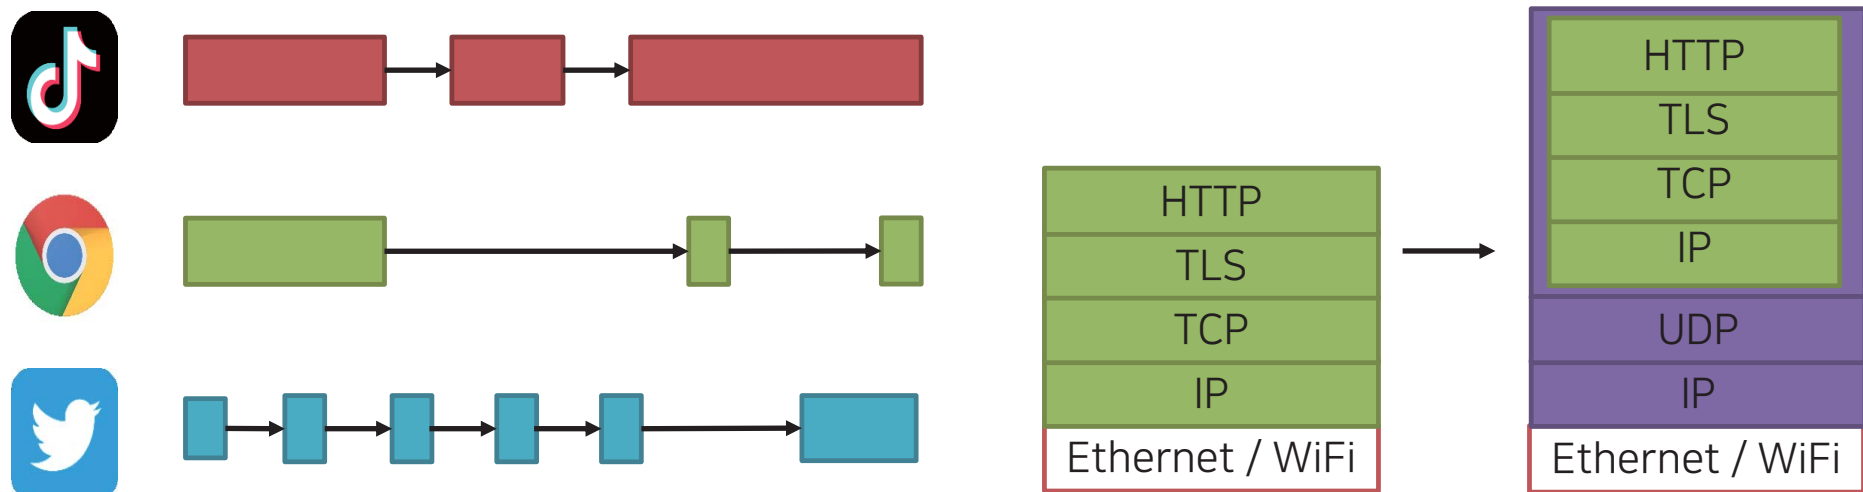 HTTP
TLS
TCP
IP
Ethernet / WiFi
HTTP
TLS
TCP
IP
UDP
IP
Ethernet / WiFi